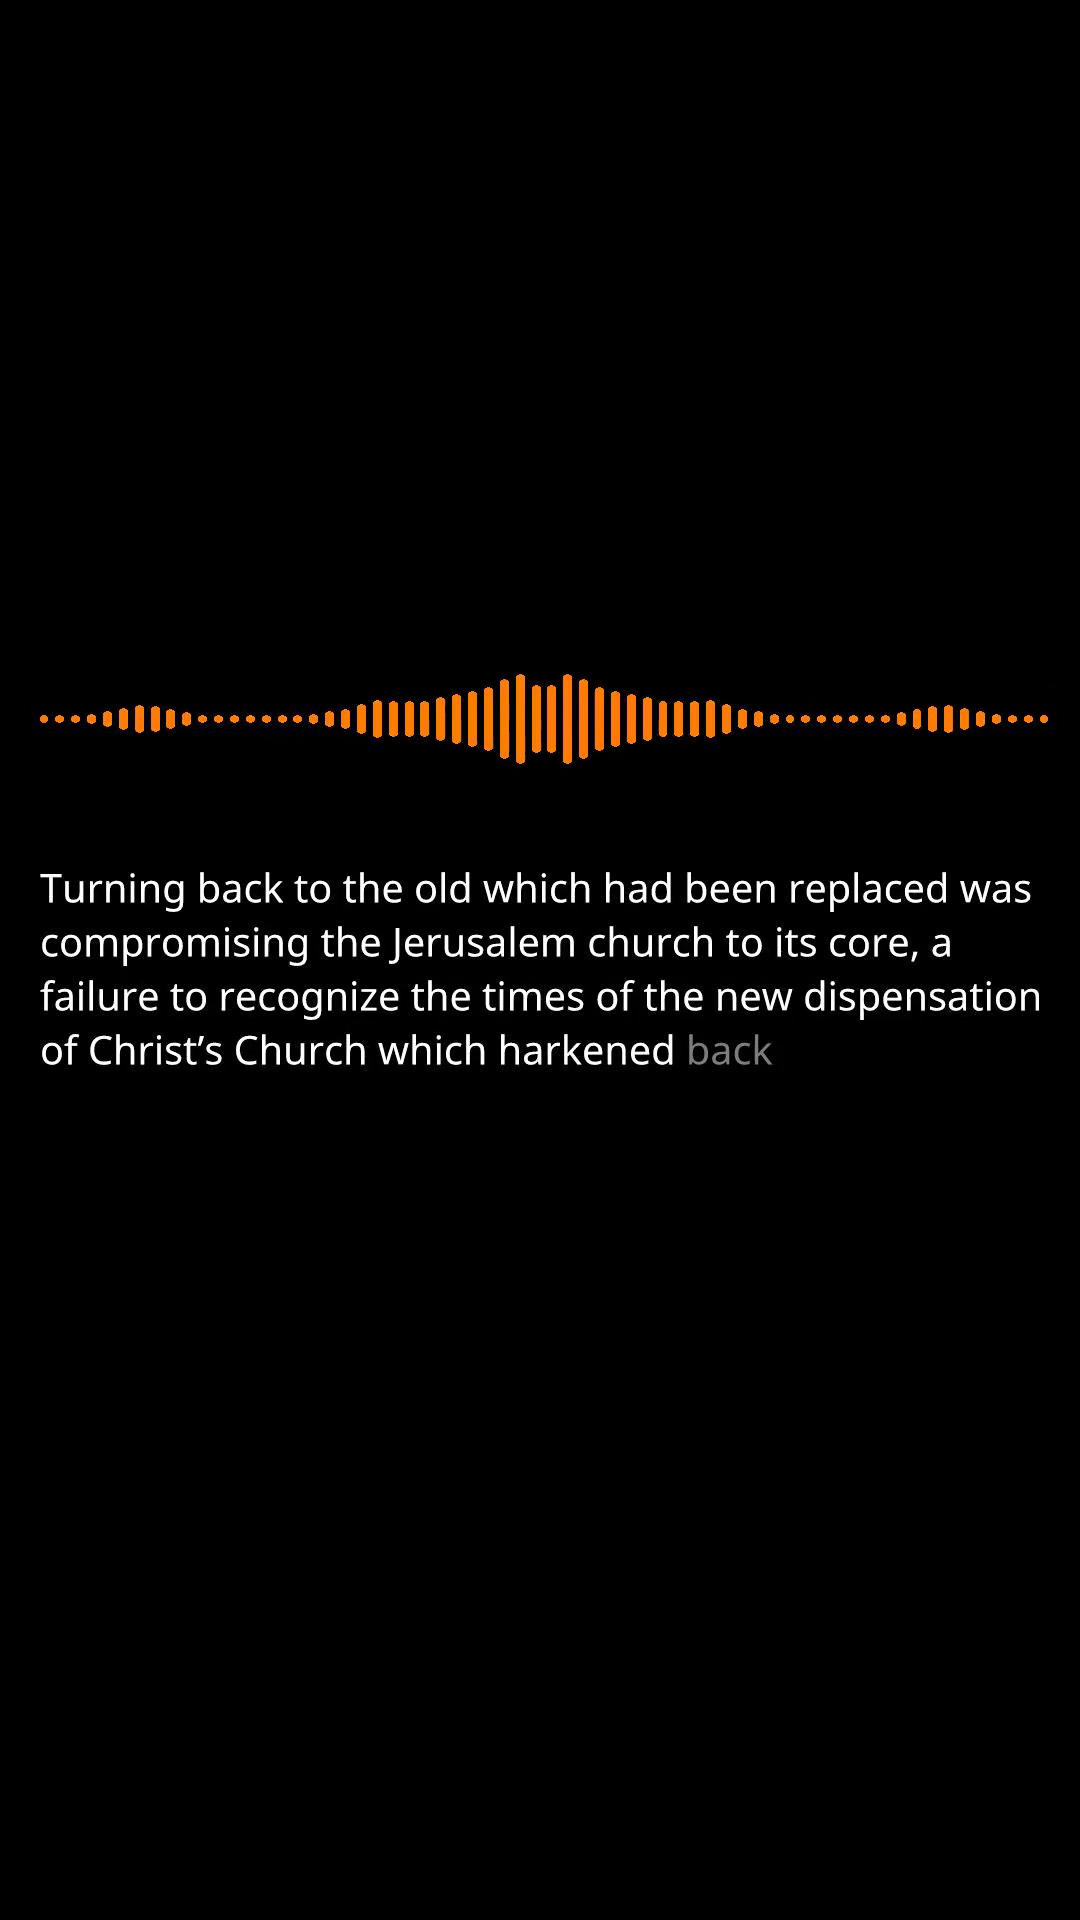 Turning back to the old which had been replaced was
compromising the Jerusalem church to its core, a
failure to recognize the times of the new dispensation
of Christ’s Church which harkened back